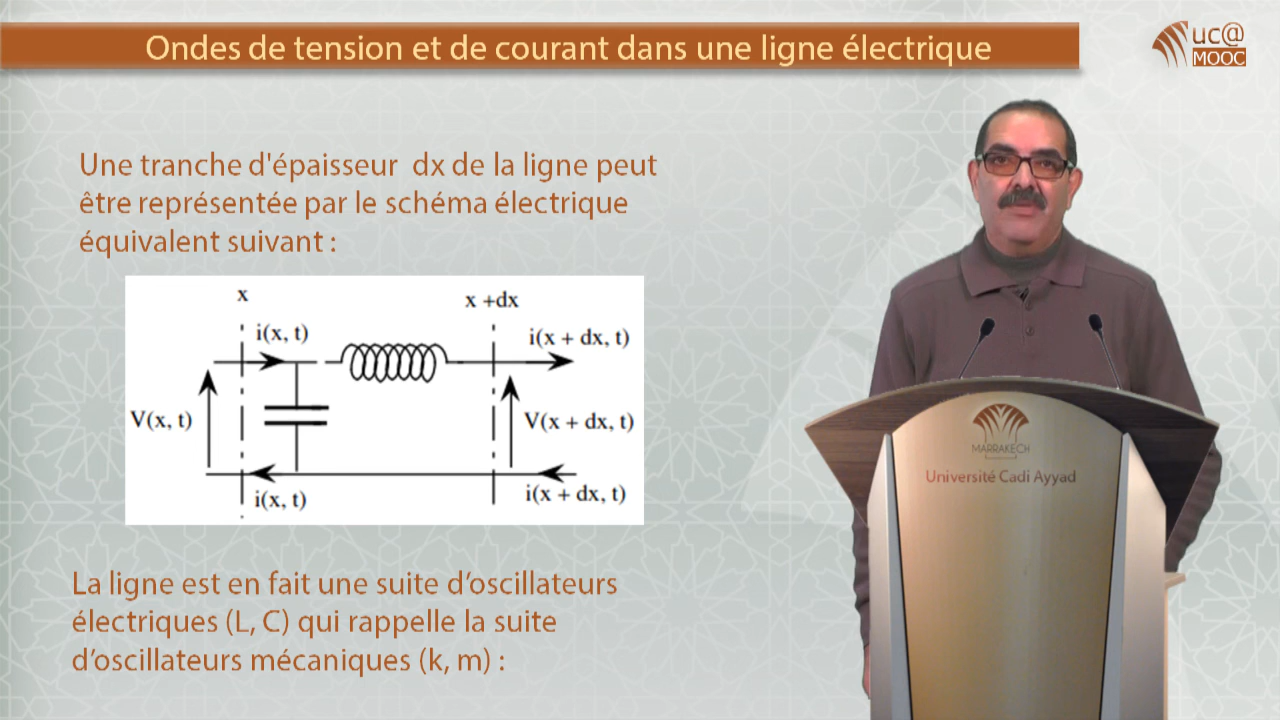 Ondes de tension et de courant dans une ligne électrique
uc@
MOOC
Une tranche d'épaisseur dx de la ligne peut
être représentée par le schéma électrique
équivalent suivant :
x
x +dx
i(x, t)
i(x + dx, t)
V(x, t)
V(x + dx, t)
i(x, t)
i(x + dx, t)
La ligne est en fait une suite d’oscillateurs
électriques (L, C) qui rappelle la suite
d’oscillateurs mécaniques (k, m) :
MARRAKECH
Université Cadi Ayyad